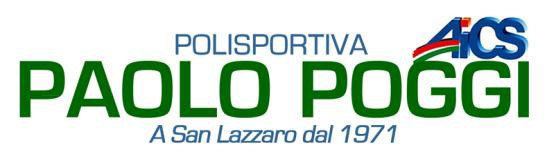 POLISPORTIVA
AiCS
PAOLO POGGI
A San Lazzaro dal 1971